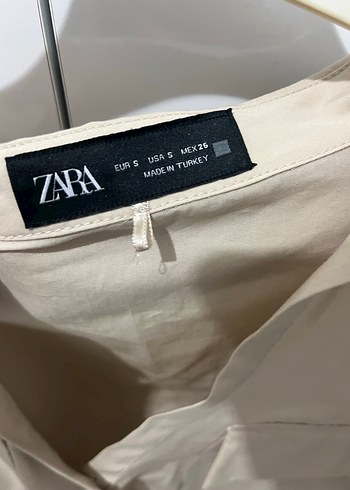 ZARA
EUR S USA S MEX 26
MADE IN TURKEY